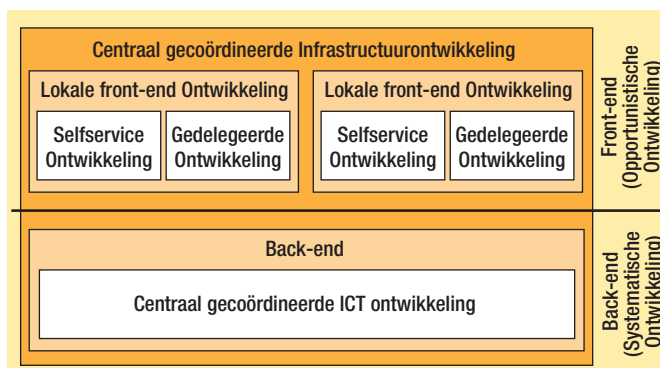 Centraal gecoördineerde Infrastructuurontwikkeling
Lokale front-end Ontwikkeling
Selfservice
Ontwikkeling
Gedelegeerde
Ontwikkeling
Lokale front-end Ontwikkeling
Selfservice
Ontwikkeling
Gedelegeerde
Ontwikkeling
Front-end
(Opportunistische
Ontwikkeling)
Back-end
Centraal gecoördineerde ICT ontwikkeling
Back-end
(Systematische
ontwikkeling)